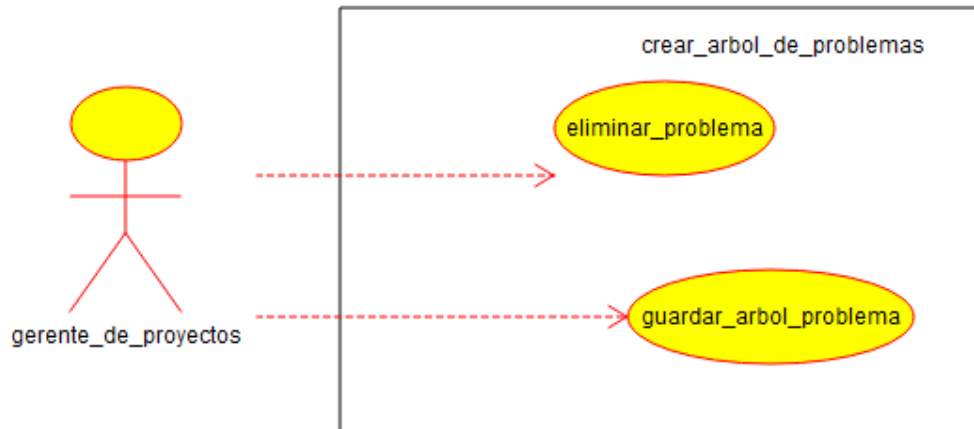 crear_arbol_de_problemas
eliminar_problema
guardar_arbol_problema
gerente_de_proyectos